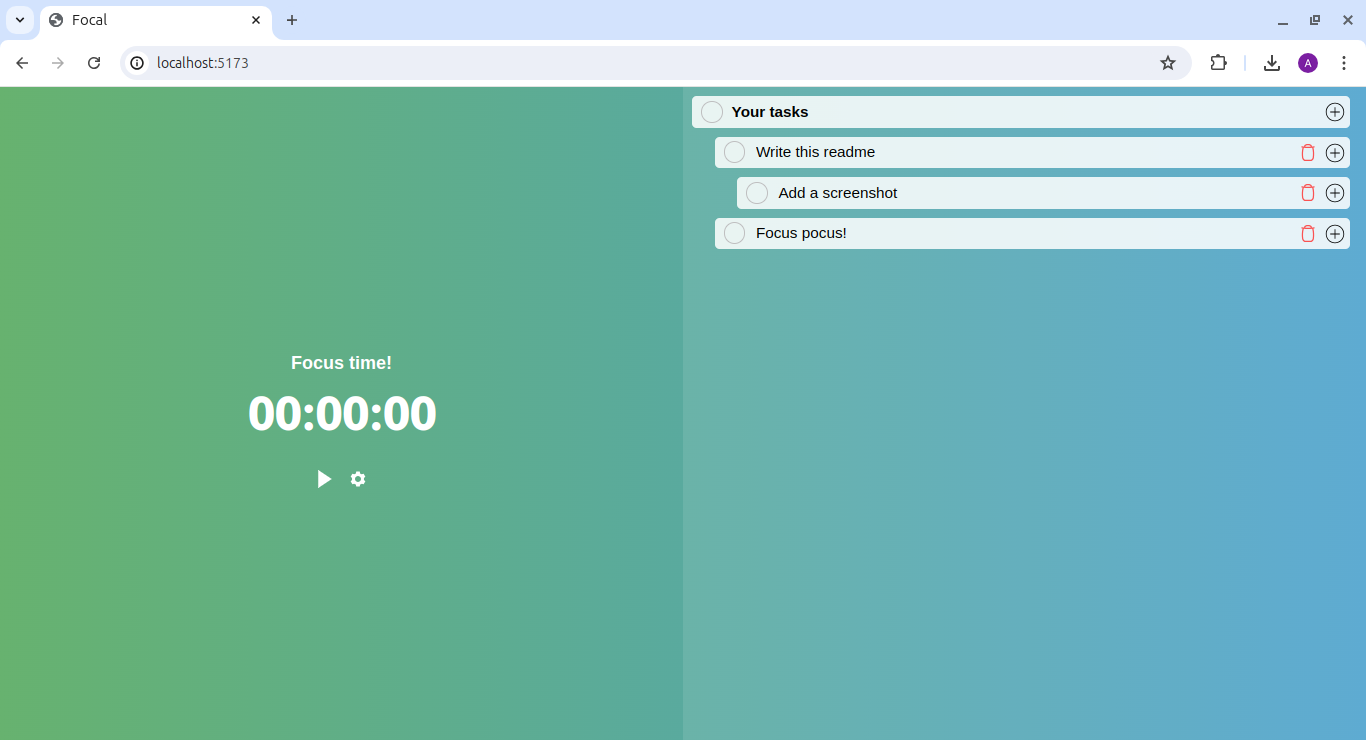 Focal
localhost:5173
A
Your tasks
Write this readme
Add a screenshot
Focus pocus!
Focus time!
00:00:00